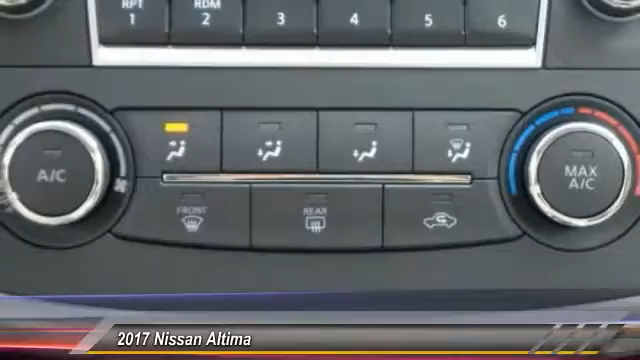 RPT RDM
1 2 3 4 5 6
A/C
MAX
A/C
FRONT REAR
2017 Nissan Altima